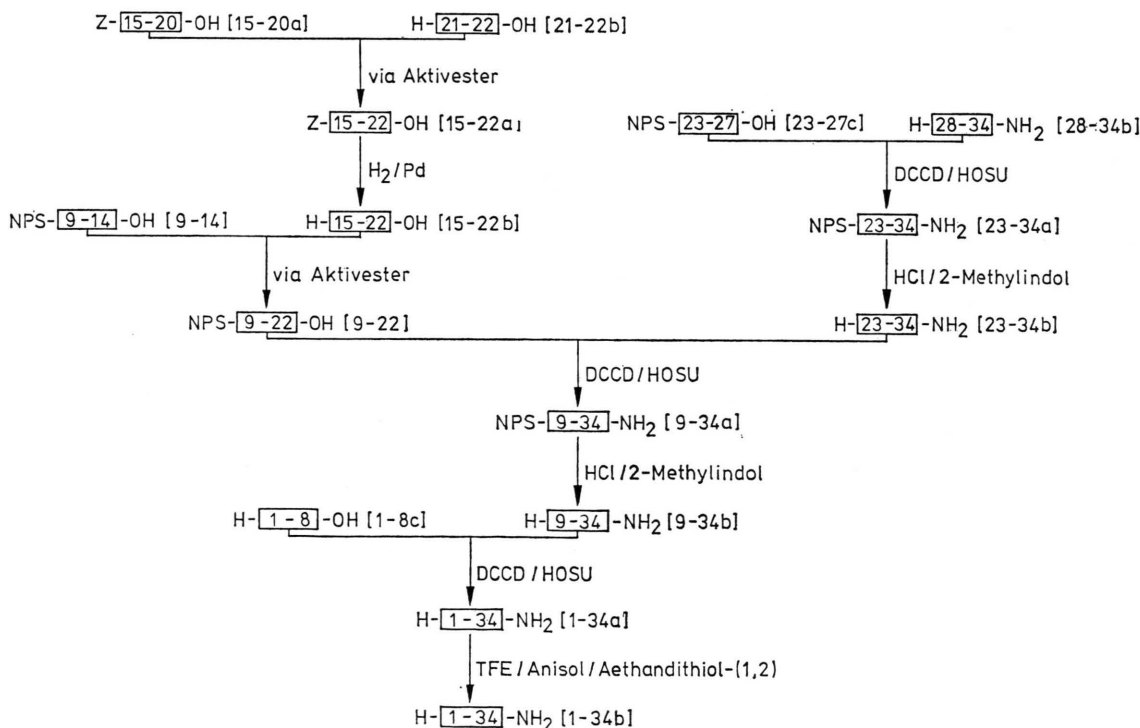 Z-15-20-OH [15-20a]
H-21-22-OH [21-22b]
via Aktivester
Z-15-22-OH [15-22a]
NPS-23-27-OH [23-27c]
H-28-34-NH2 [28-34b]
H2/Pd
DCCD/HOSU
NPS-9-14-OH [9-14]
H-15-22-OH [15-22b]
NPS-23-34-NH2 [23-34a]
via Aktivester
HCl/2-Methylindol
NPS-9-22-OH [9-22]
H-23-34-NH2 [23-34b]
DCCD/HOSU
NPS-9-34-NH2 [9-34a]
HCl/2-Methylindol
H-1-8-OH [1-8c]
H-9-34-NH2 [9-34b]
DCCD/HOSU
H-1-34-NH2 [1-34a]
TFE/Anisol/Aethandithiol-(1,2)
H-1-34-NH2 [1-34b]